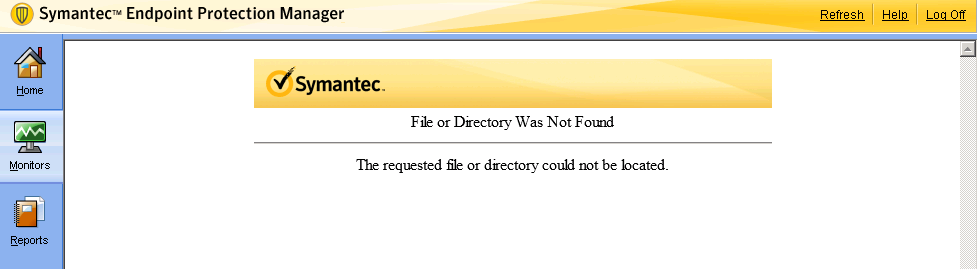 Symantec™ Endpoint Protection Manager
Refresh Help Log Off
Home
Symantec.
File or Directory Was Not Found
The requested file or directory could not be located.
Monitors
Reports